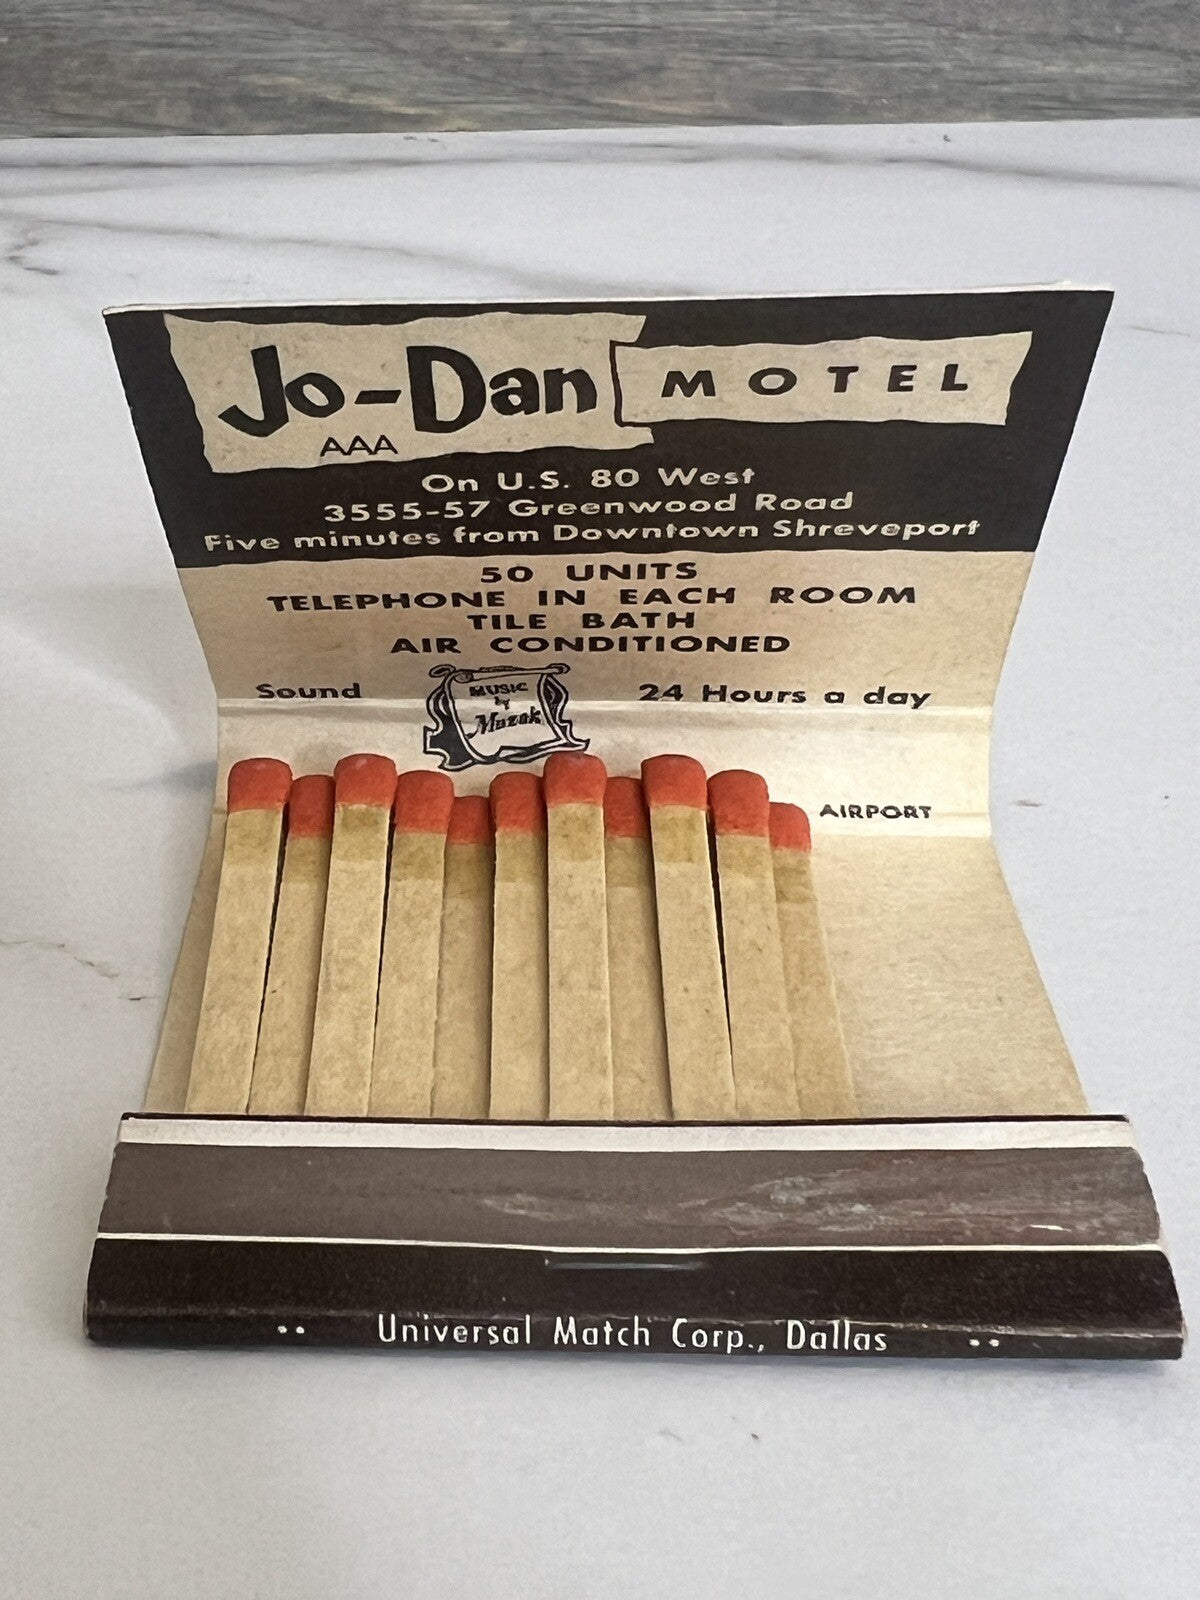 Jo-Dan MOTEL
AAA
On U.S. 80 West
3555-57 Greenwood Road
Five minutes from Downtown Shreveport
50 UNITS
TELEPHONE IN EACH ROOM
TILE BATH
AIR CONDITIONED
Sound MUSIC by Muzak 24 Hours a day
AIRPORT
•• Universal Match Corp., Dallas ••